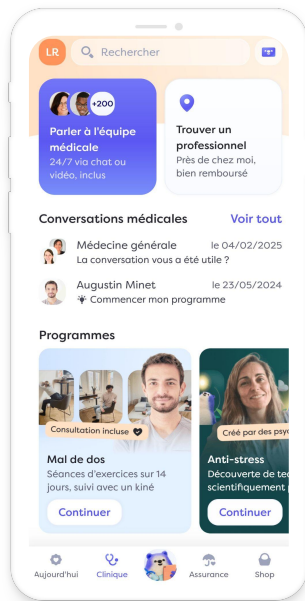 LR
Rechercher
+200
Parler à l'équipe
médicale
24/7 via chat ou
vidéo, inclus
Trouver un
professionnel
Près de chez moi,
bien remboursé
Conversations médicales
Voir tout
Médecine générale
le 04/02/2025
La conversation vous a été utile ?
Augustin Minet
le 23/05/2024
Commencer mon programme
Programmes
Consultation incluse
Mal de dos
Séances d'exercices sur 14
jours, suivi avec un kiné
Continuer
Créé par des psy
Anti-stress
Découverte de tec
scientifiquement
Continuer
Aujourd'hui
Clinique
Assurance
Shop